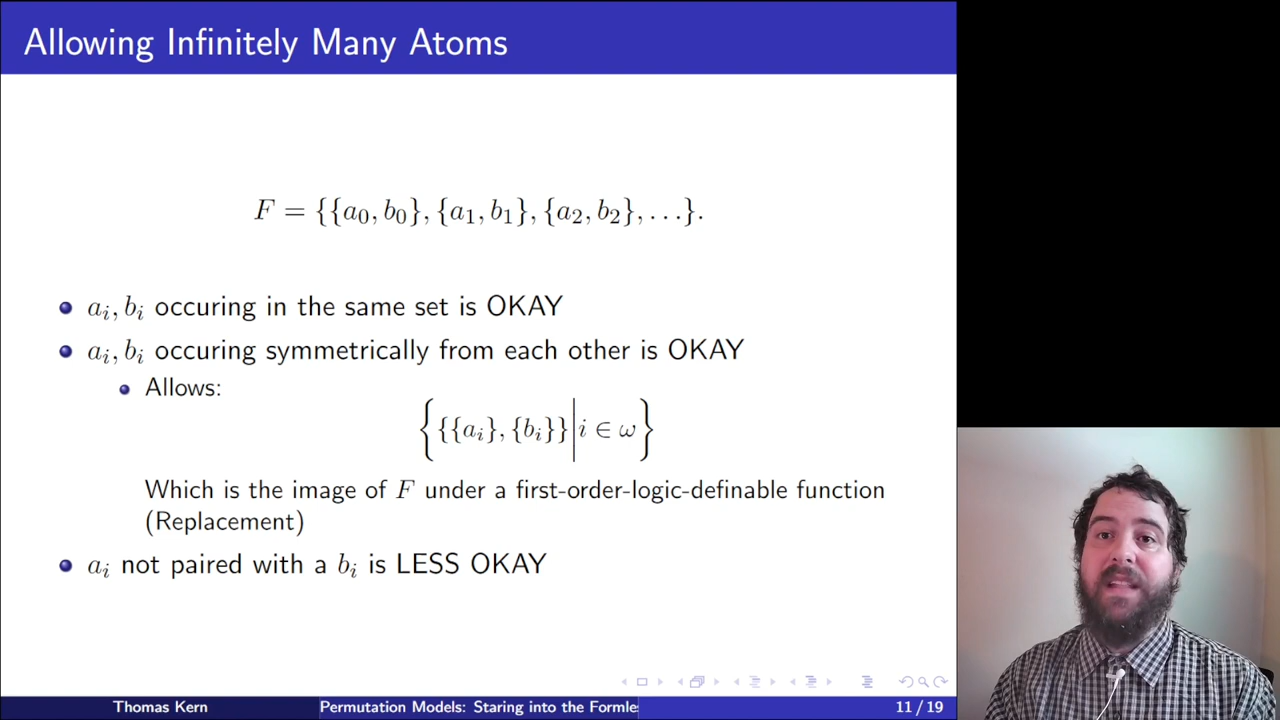 Allowing Infinitely Many Atoms
F = {{a₀, b₀}, {a₁, b₁}, {a₂, b₂}, . . .}.
aᵢ, bᵢ occuring in the same set is OKAY
aᵢ, bᵢ occuring symmetrically from each other is OKAY
Allows:
{ {{aᵢ}, {bᵢ}} | i ∈ ω }
Which is the image of F under a first-order-logic-definable function
(Replacement)
aᵢ not paired with a bᵢ is LESS OKAY
Thomas Kern
Permutation Models: Staring into the Formle
11 / 19